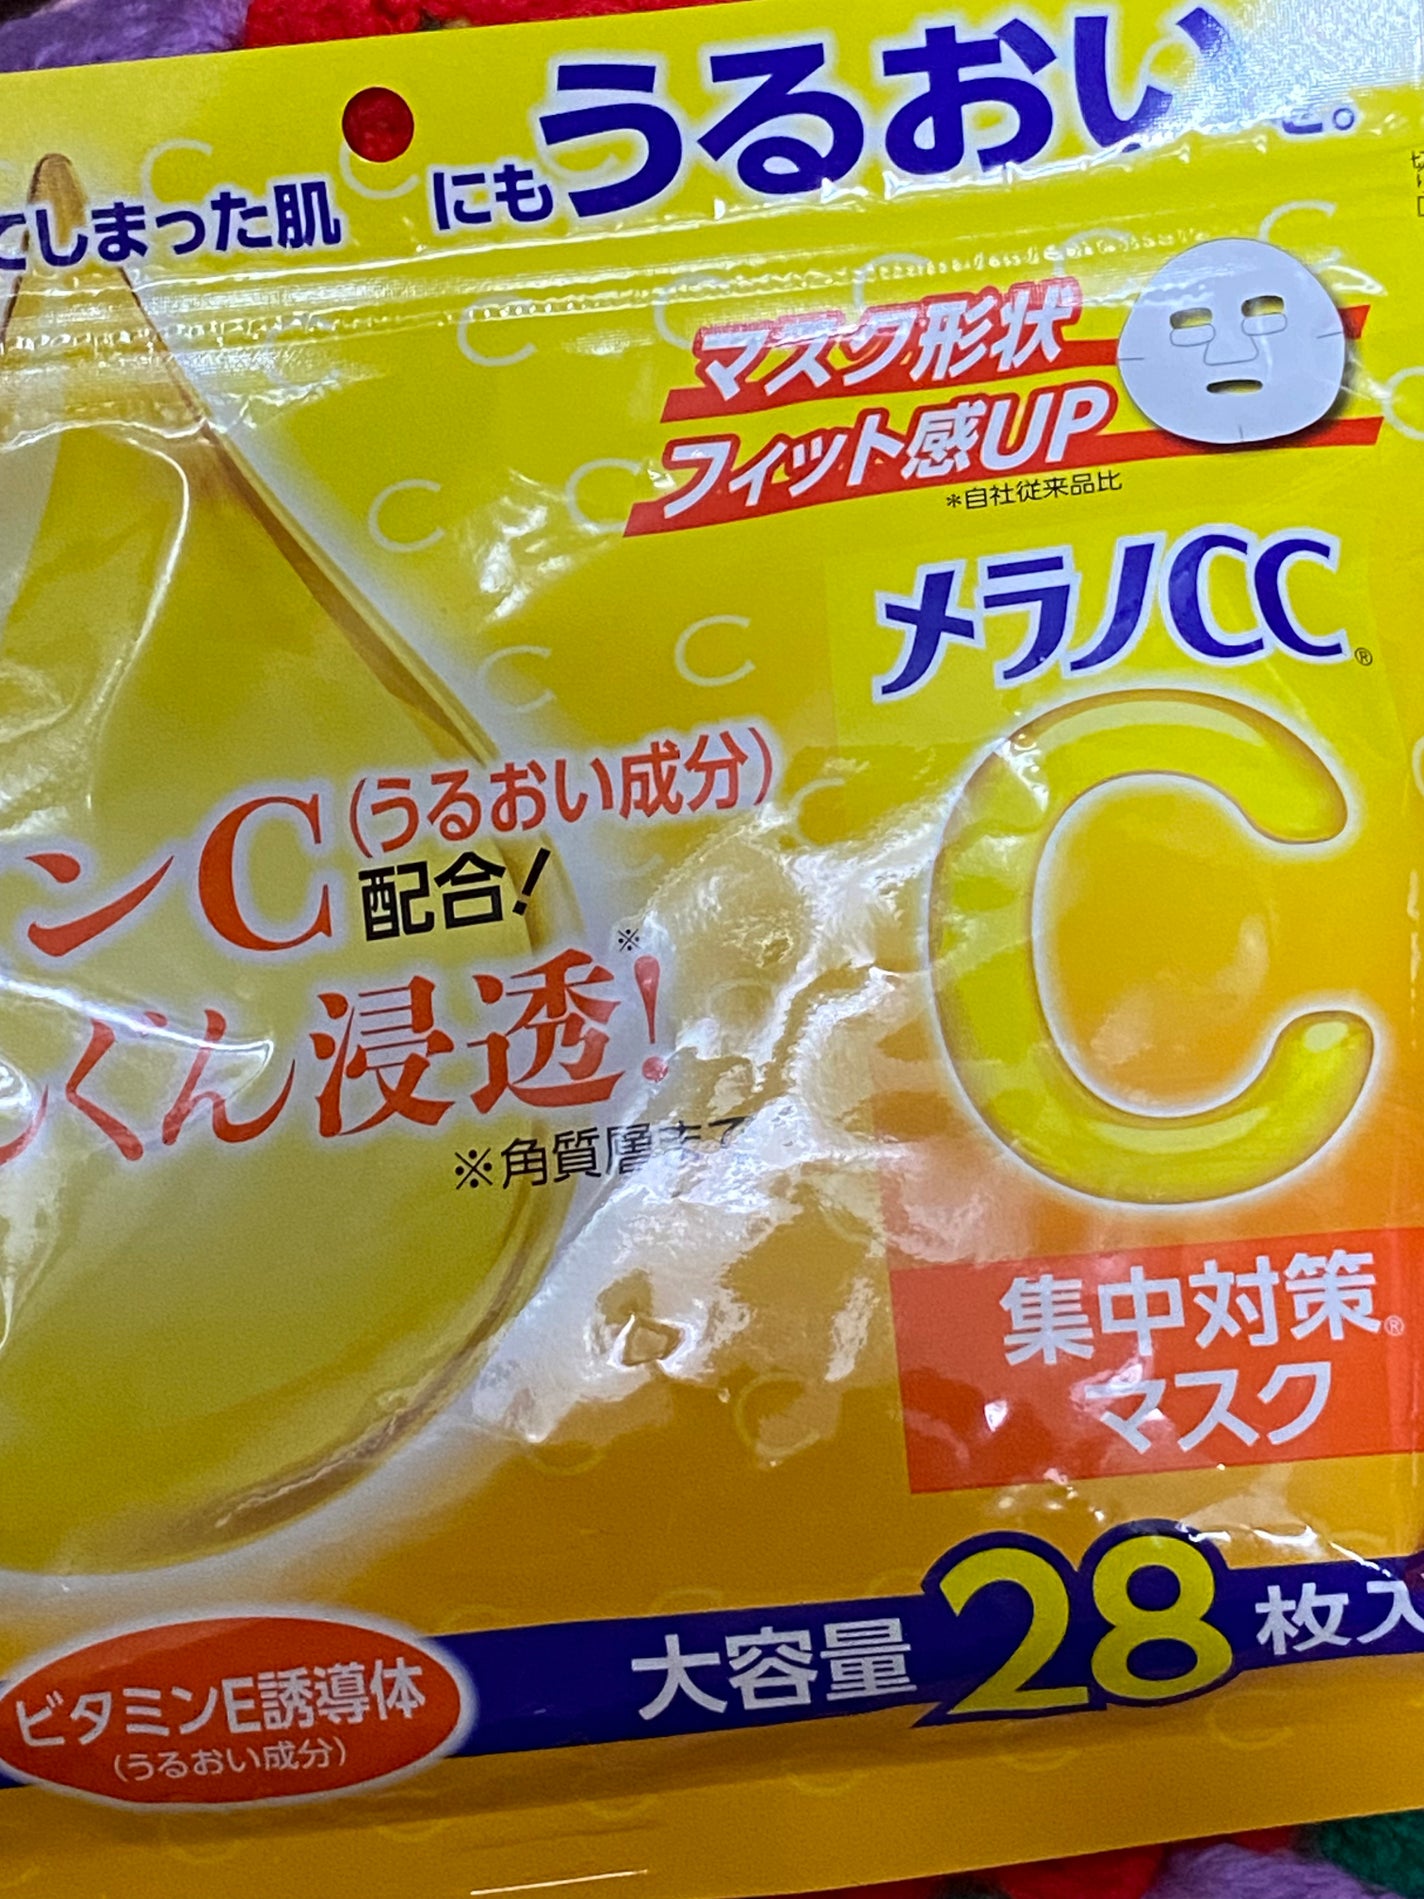 てしまった肌 にもうるおいを。
マスク形状
フィット感UP
*自社従来品比
メラノCC®
ンC(うるおい成分)
配合!
ぐん浸透!※
※角質層まで
C
集中対策®
マスク
大容量28枚入
ビタミンE誘導体
(うるおい成分)